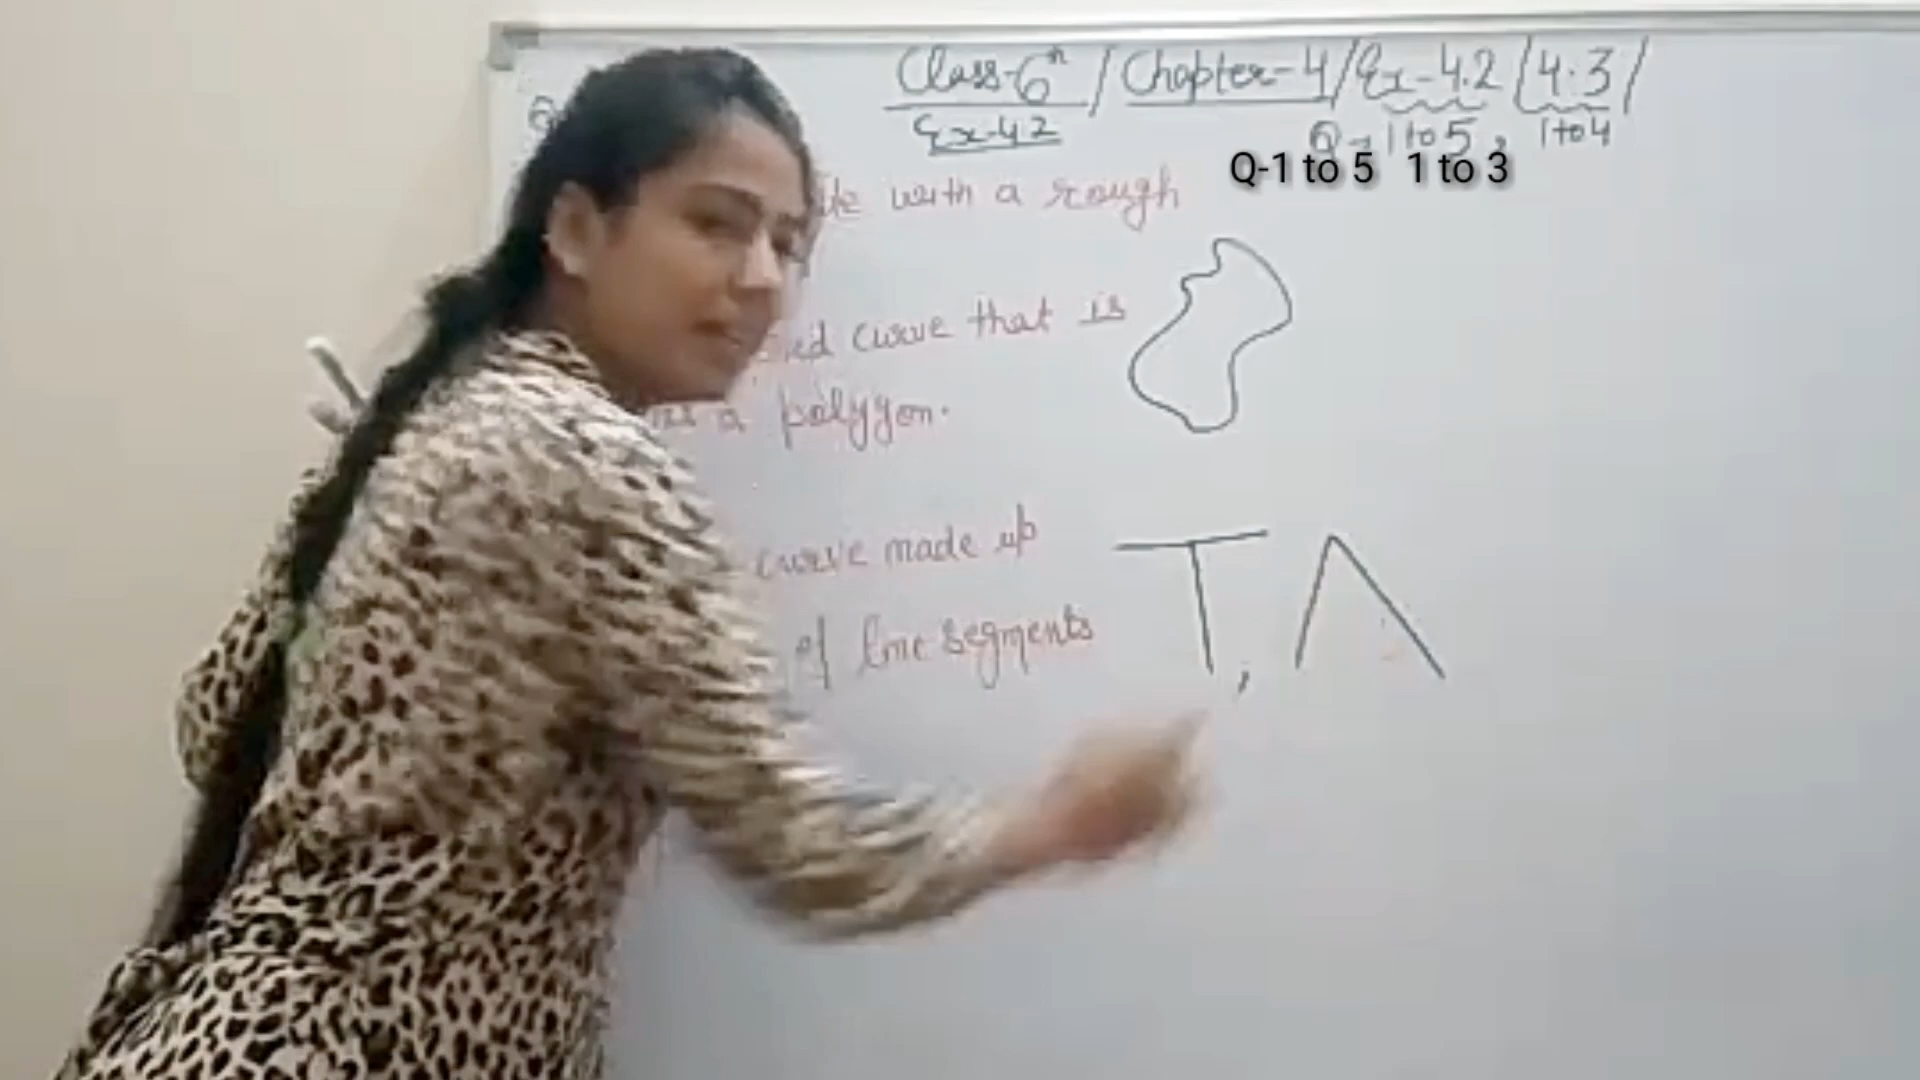 Class-6th / Chapter-4/Ex-4.2 / 4.3 /
Ex-4.2
Q-1 to 5, 1 to 4
Q-1 to 5 1 to 3
with a rough
curve that is
a polygon.
curve made up
of line segments